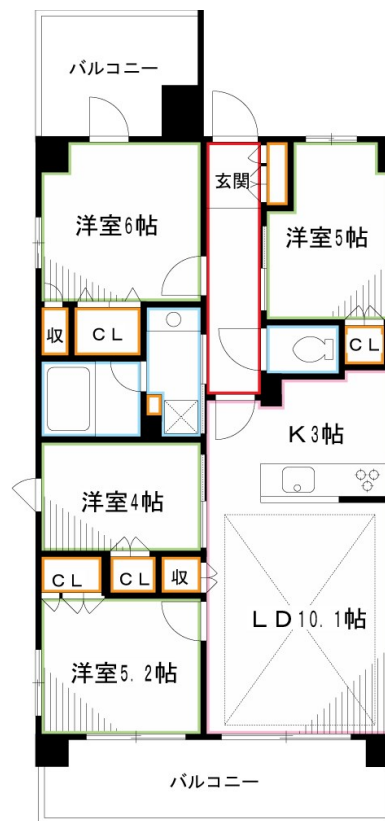 バルコニー
玄関
洋室6帖
洋室5帖
収
CL
CL
K3帖
洋室4帖
CL
CL
収
LD10.1帖
洋室5.2帖
バルコニー